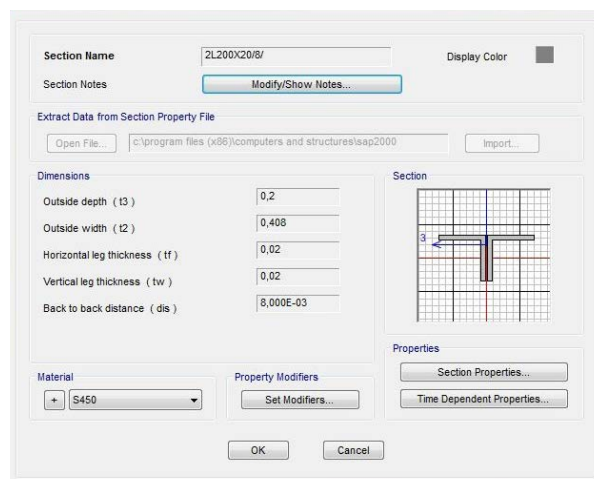 Section Name 2L200X20/8/ Display Color
Section Notes Modify/Show Notes...
Extract Data from Section Property File
Open File... c:\program files (x86)\computers and structures\sap2000 Import...
Dimensions
Outside depth ( t3 ) 0,2
Outside width ( t2 ) 0,408
Horizontal leg thickness ( tf ) 0,02
Vertical leg thickness ( tw ) 0,02
Back to back distance ( dis ) 8,000E-03
Section
3
Properties
Section Properties...
Time Dependent Properties...
Material
+ S450
Property Modifiers
Set Modifiers...
OK Cancel